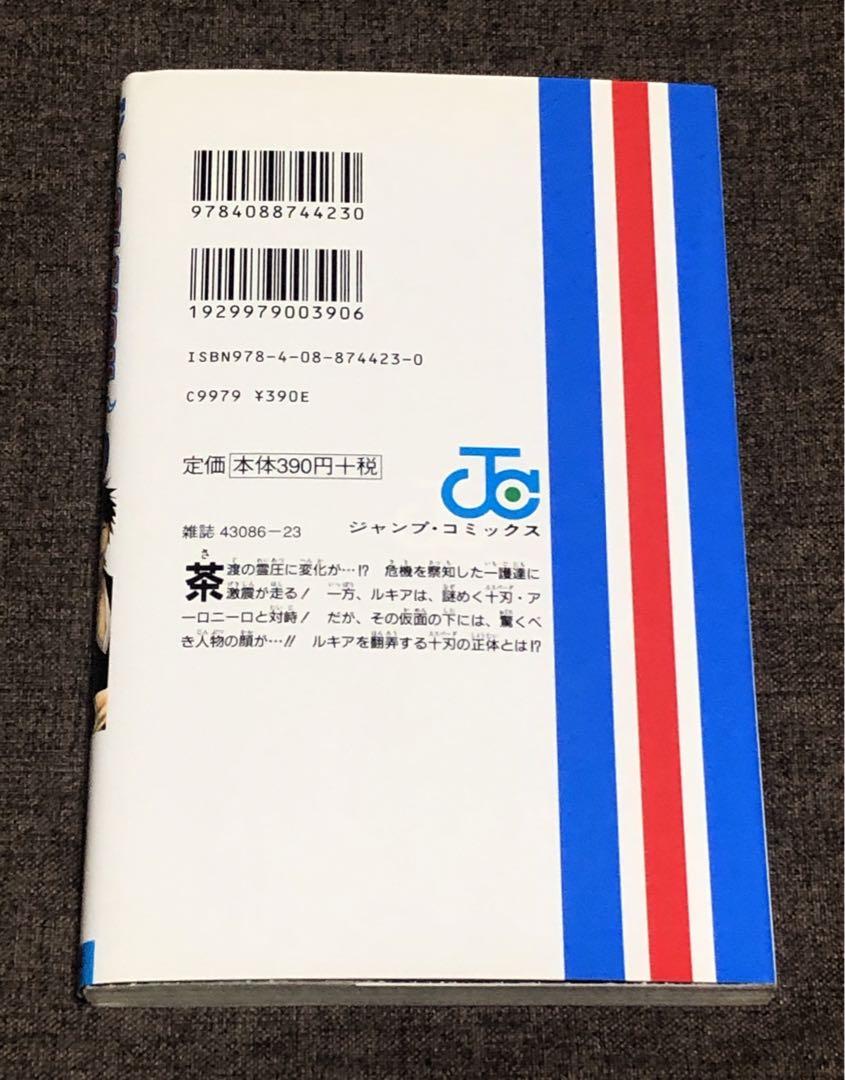 9784088744230
1929979003906
ISBN978-4-08-874423-0
C9979 ¥390E
定価 本体390円+税
JC
ジャンプ・コミックス
雑誌 43086-23
茶渡の霊圧に変化が…!? 危機を察知した一護達に
激震が走る! 一方、ルキアは、謎めく十刃・ア
ーロニーロと対峙! だが、その仮面の下には、驚くべ
き人物の顔が…!! ルキアを翻弄する十刃の正体とは!?